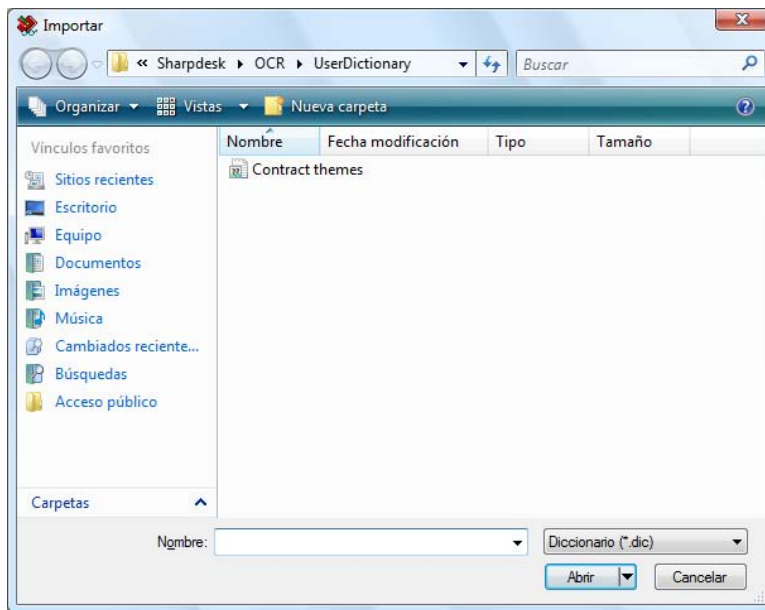 Importar
« Sharpdesk ▸ OCR ▸ UserDictionary
Buscar
Organizar Vistas Nueva carpeta
Vínculos favoritos
Sitios recientes
Escritorio
Equipo
Documentos
Imágenes
Música
Cambiados reciente...
Búsquedas
Acceso público
Carpetas
Nombre Fecha modificación Tipo Tamaño
Contract themes
Nombre:
Diccionario (*.dic)
Abrir Cancelar